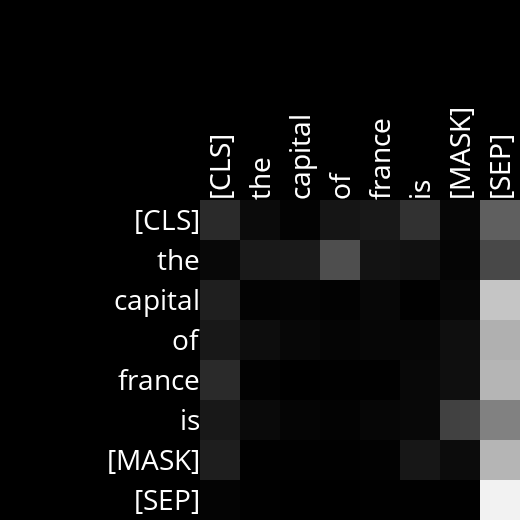 [CLS] the capital of france is [MASK] [SEP]
[CLS]
the
capital
of
france
is
[MASK]
[SEP]